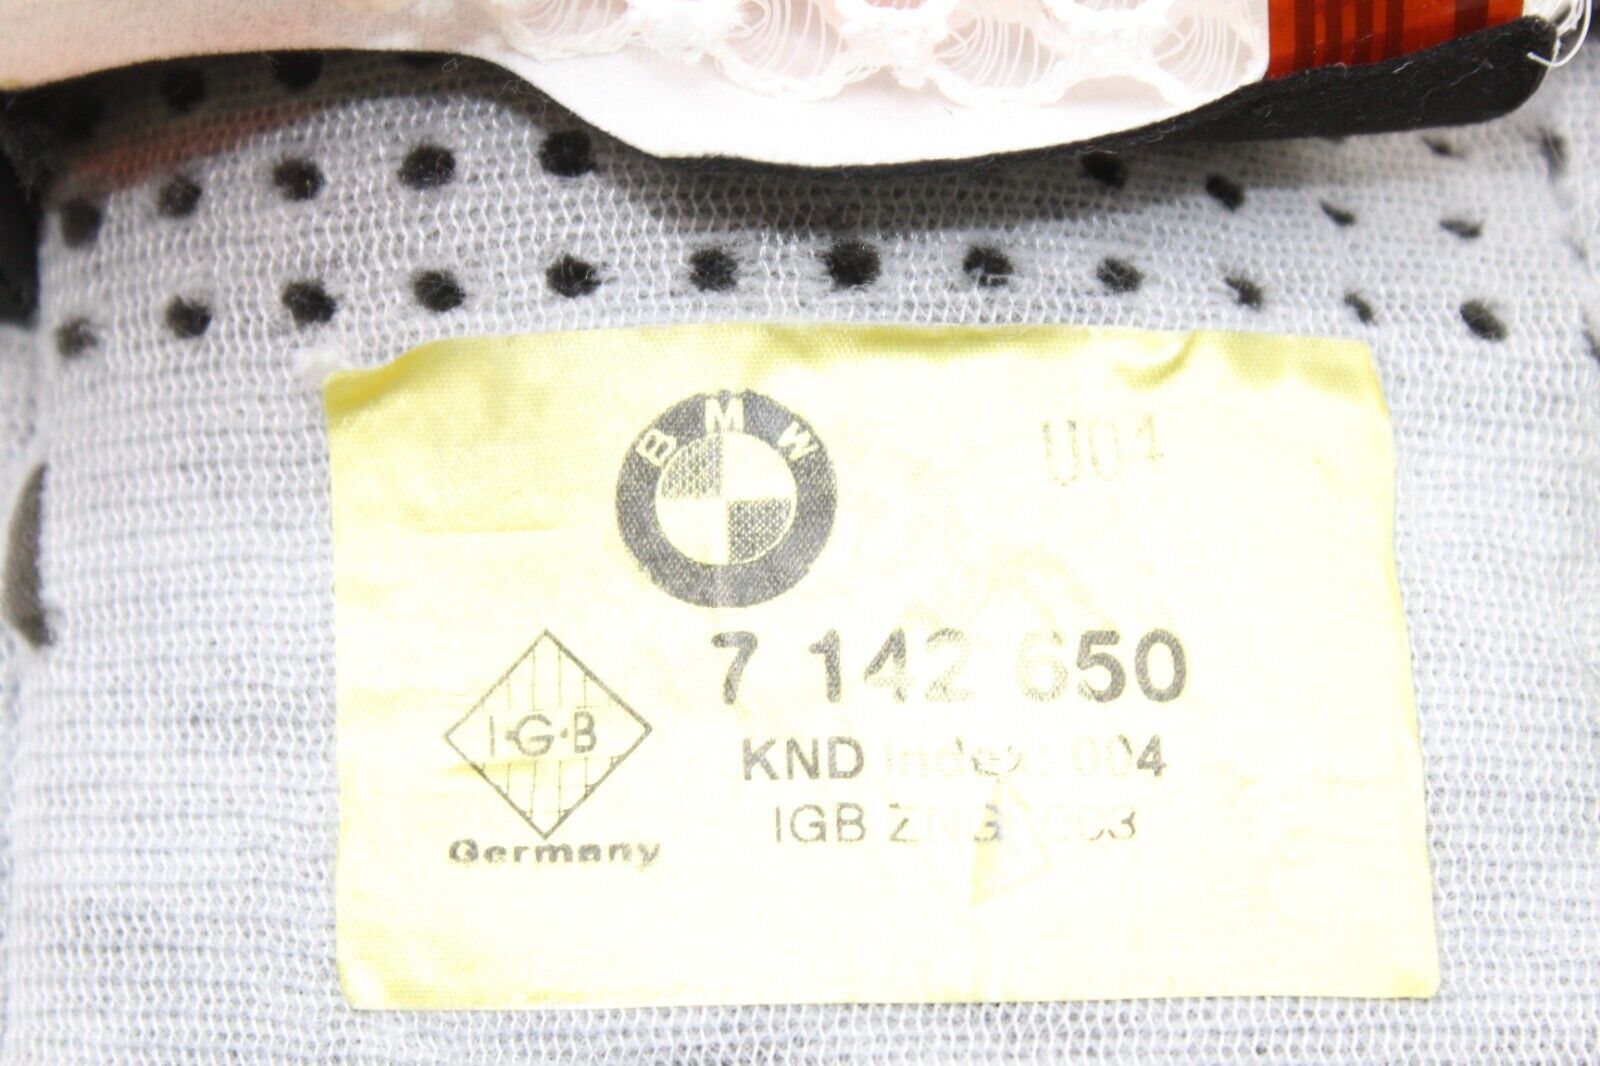 BMW
U04
7 142 650
I·G·B
KND Index: 004
IGB ZNG 003
Germany